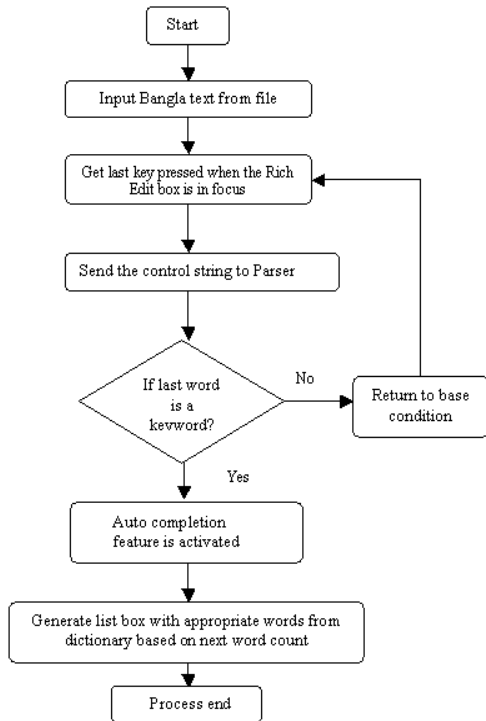 Start
Input Bangla text from file
Get last key pressed when the Rich
Edit box is in focus
Send the control string to Parser
If last word
is a
keyword?
No
Return to base
condition
Yes
Auto completion
feature is activated
Generate list box with appropriate words from
dictionary based on next word count
Process end